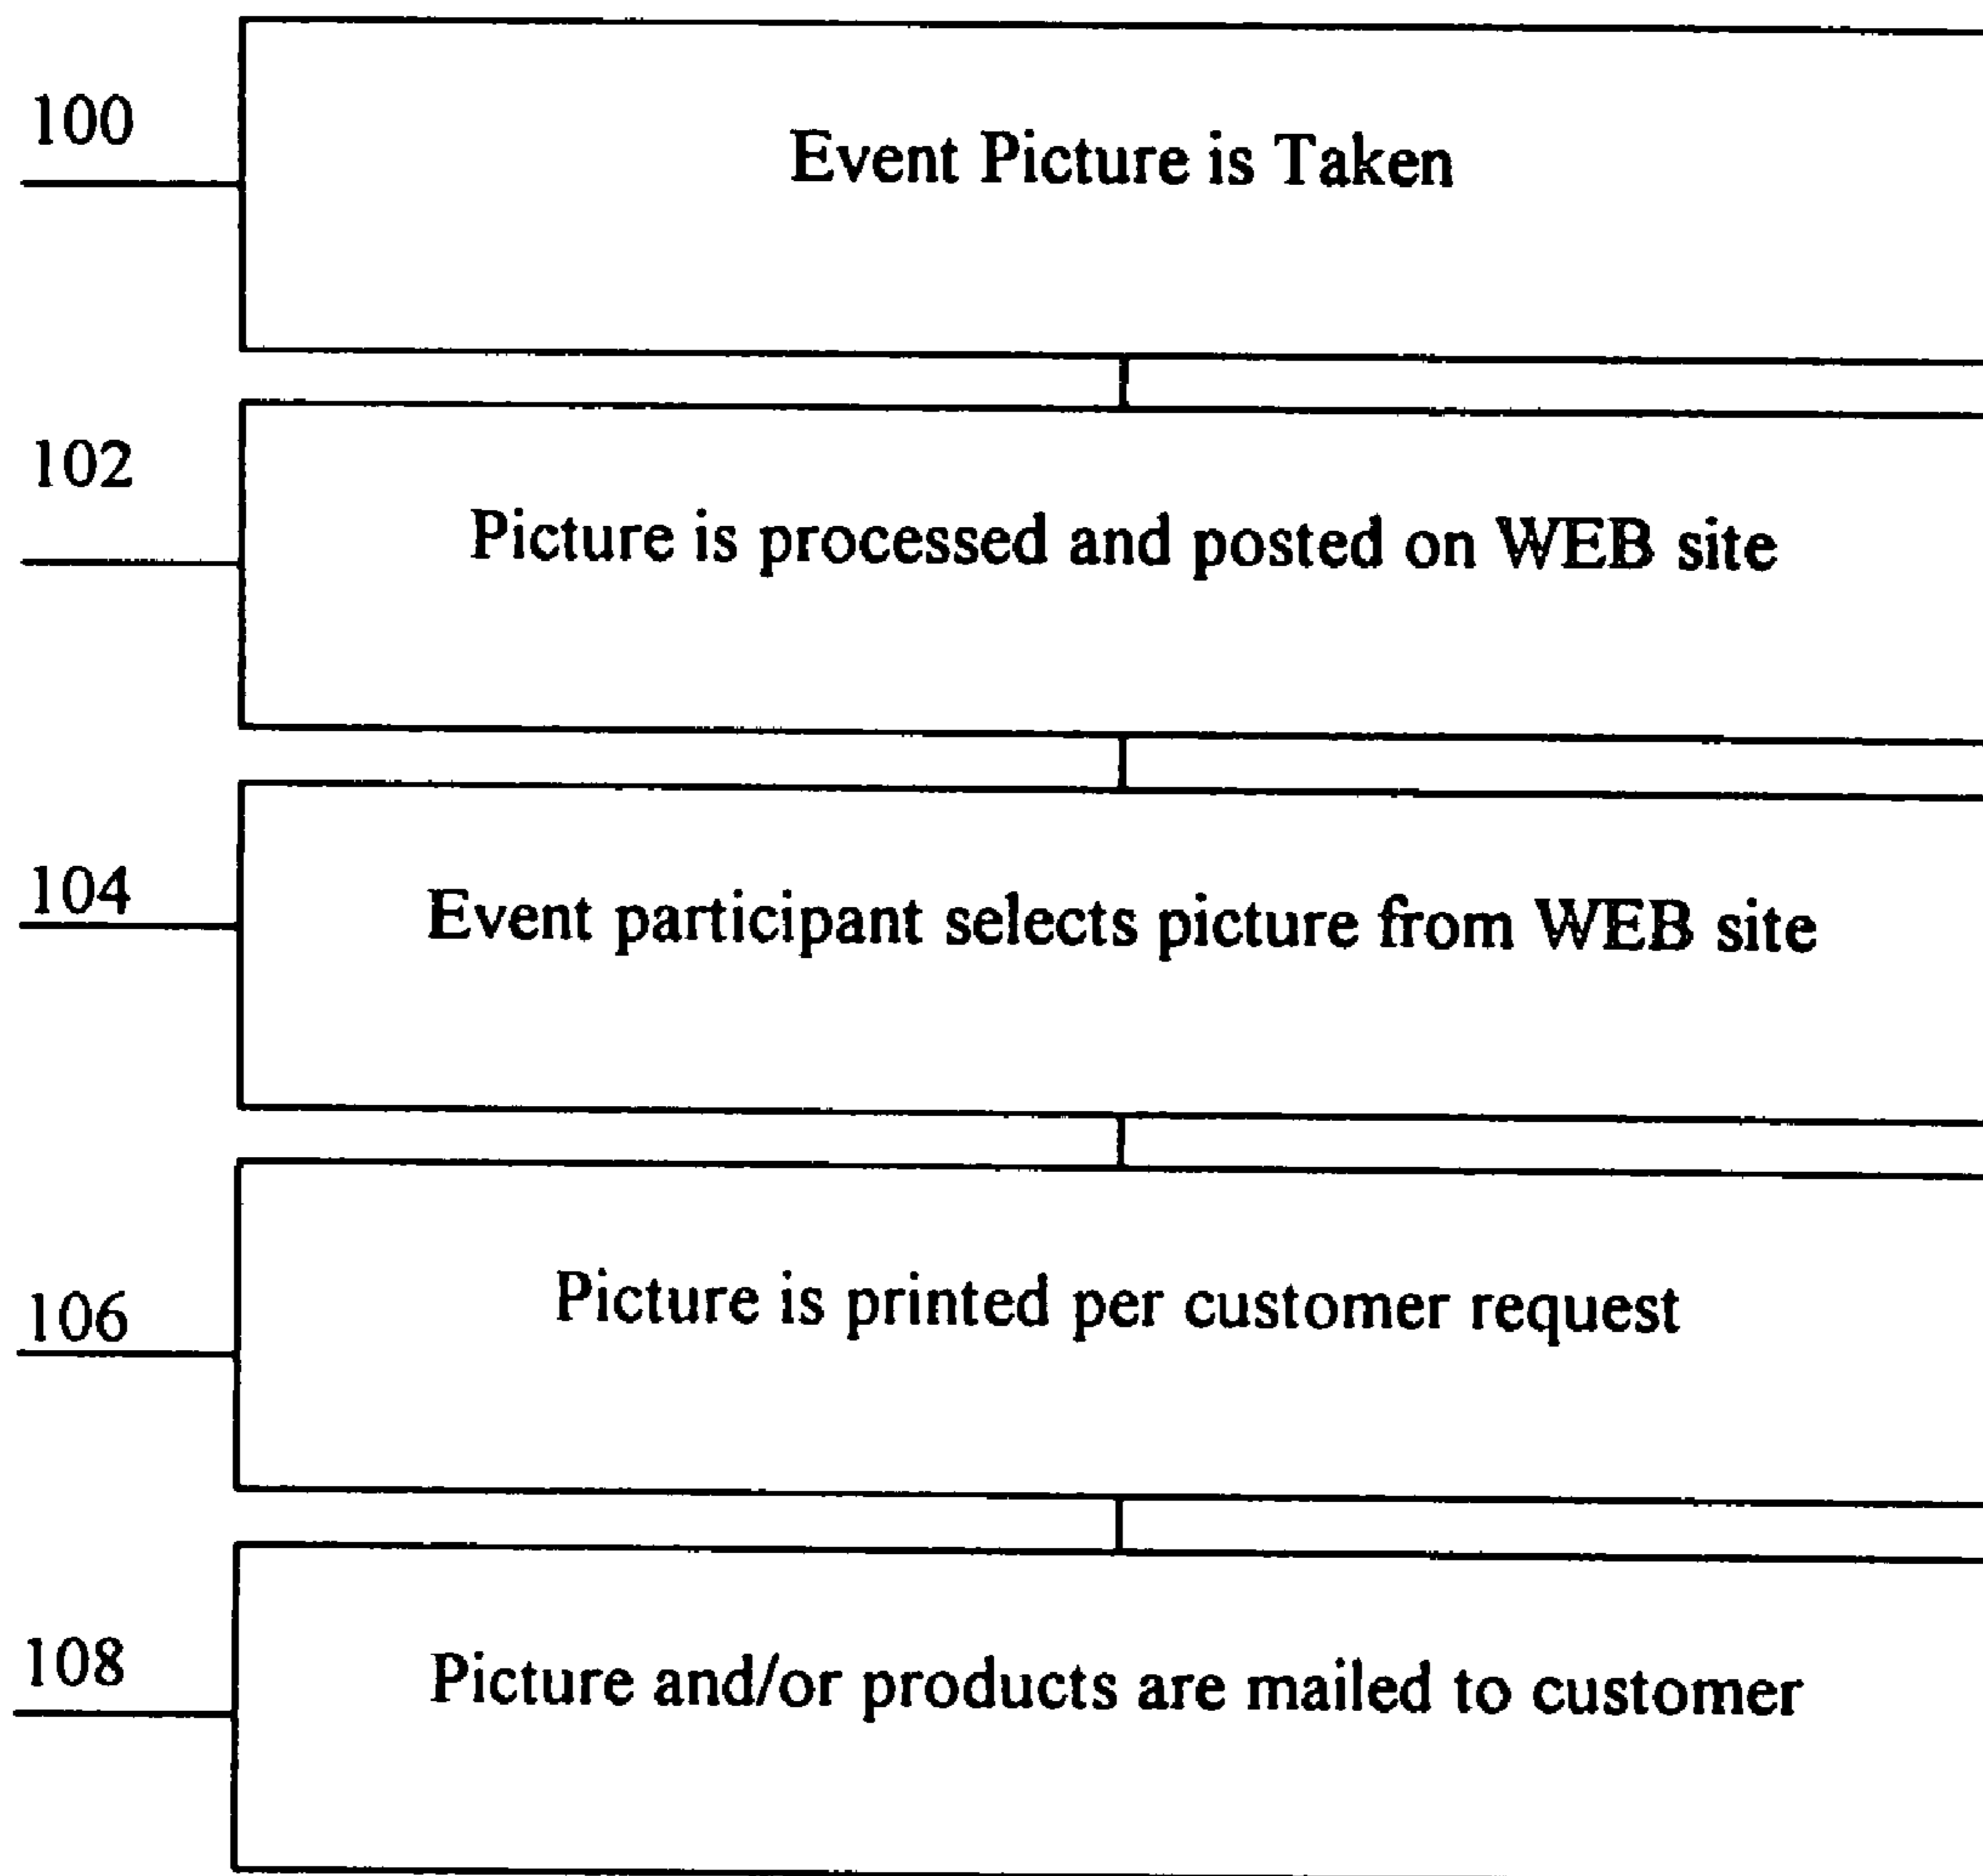 100
Event Picture is Taken
102
Picture is processed and posted on WEB site
104
Event participant selects picture from WEB site
106
Picture is printed per customer request
108
Picture and/or products are mailed to customer